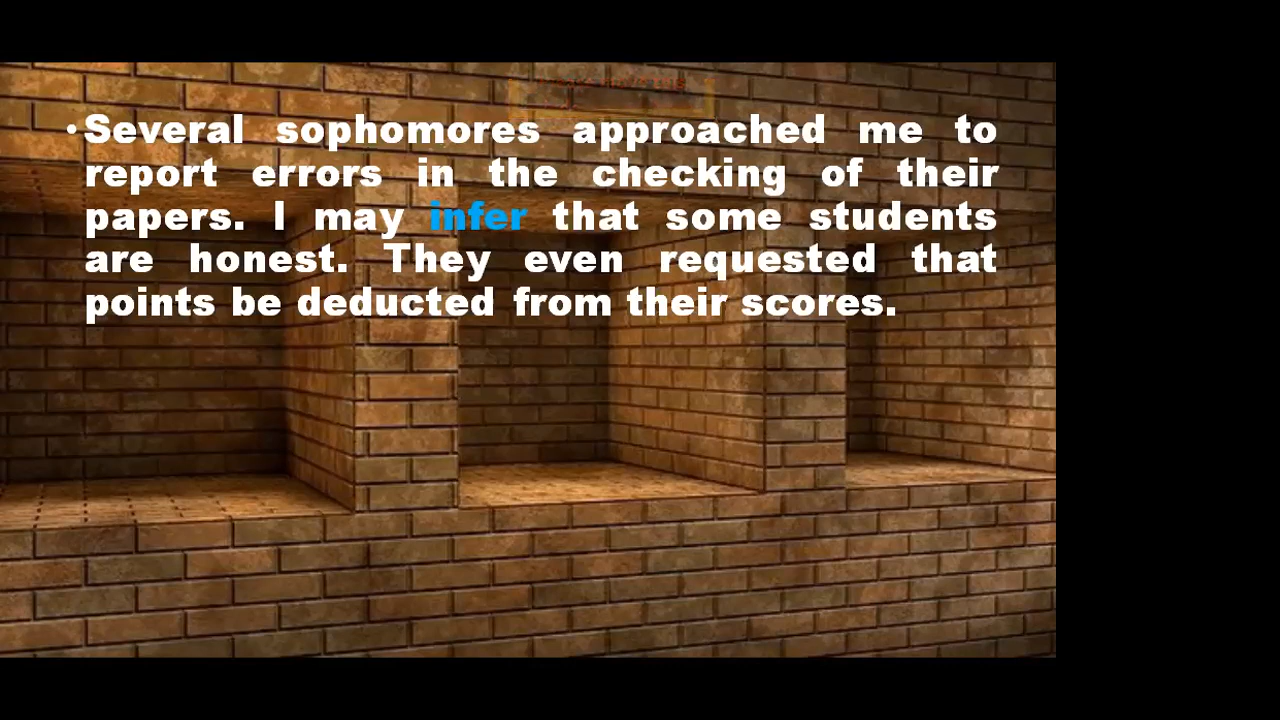 •Several sophomores approached me to
report errors in the checking of their
papers. I may infer that some students
are honest. They even requested that
points be deducted from their scores.